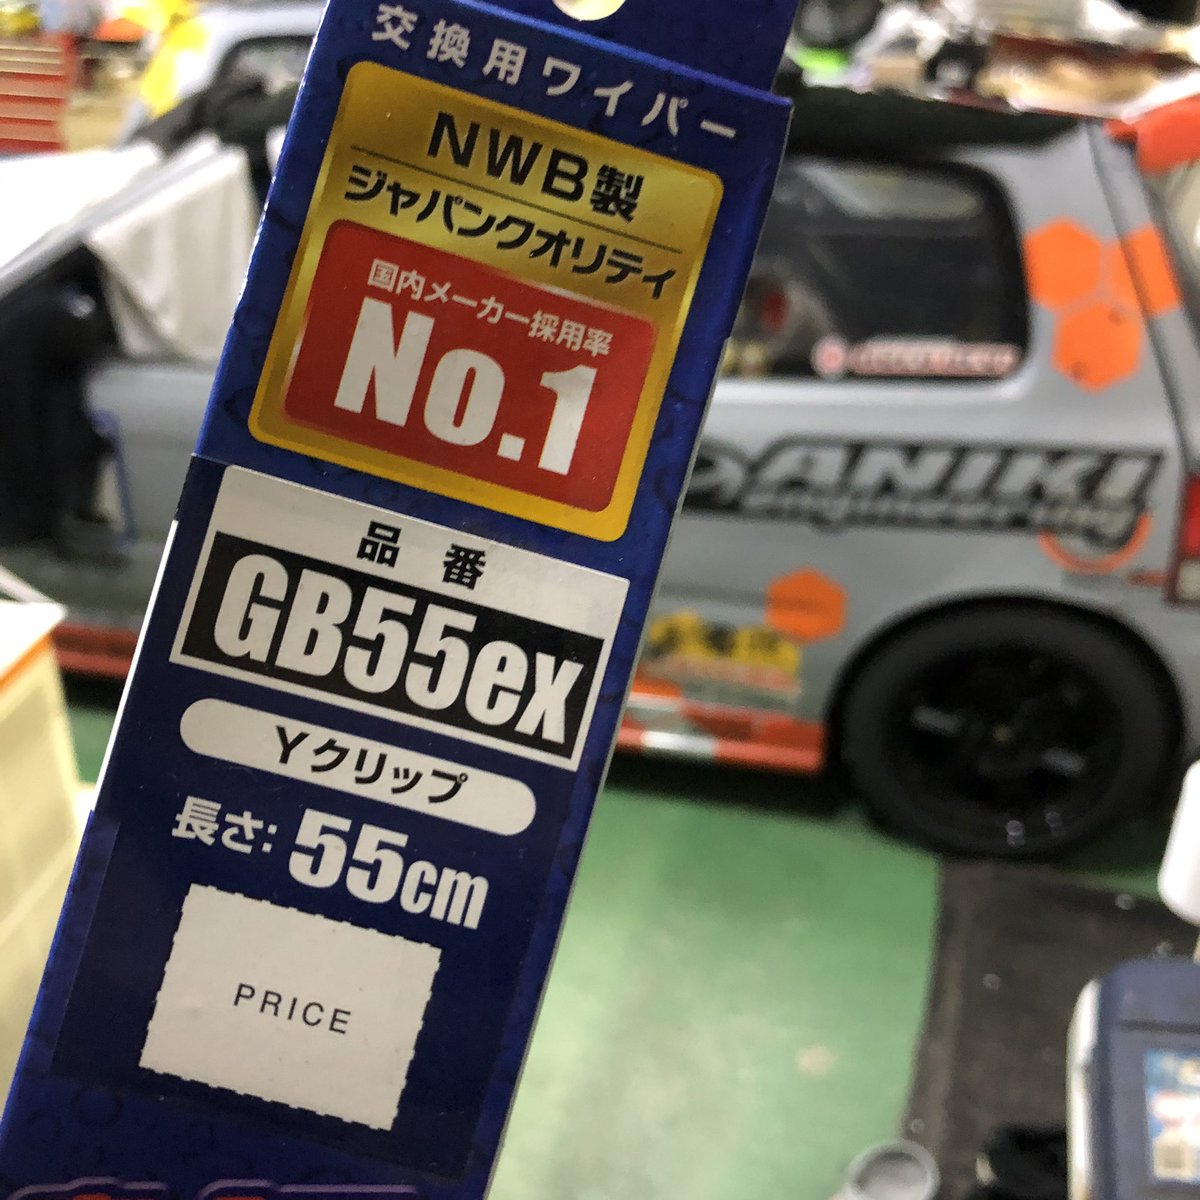 交換用ワイパー
NWB製
ジャパンクオリティ
国内メーカー採用率
No.1
品番
GB55ex
Yクリップ
長さ:55cm
PRICE
ANIKI
engineering